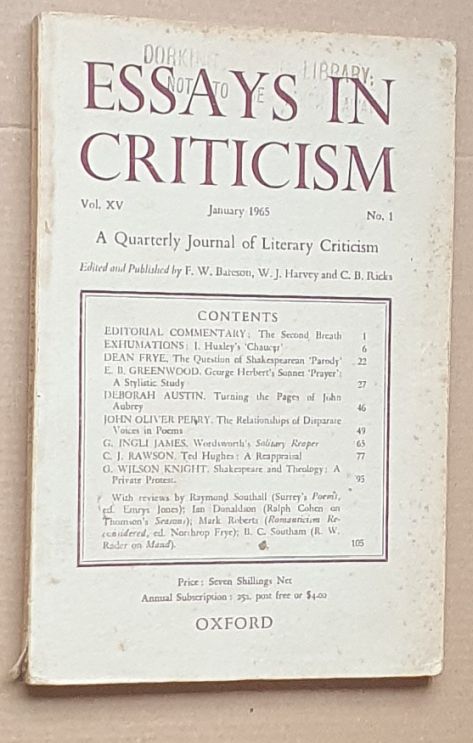 DORKING LIBRARY:
NOT TO BE
ESSAYS IN
CRITICISM
Vol. XV January 1965 No. 1
A Quarterly Journal of Literary Criticism
Edited and Published by F. W. Bateson, W. J. Harvey and C. B. Ricks
CONTENTS
EDITORIAL COMMENTARY: The Second Breath 1
EXHUMATIONS: I. Huxley's 'Chaucer' 6
DEAN FRYE, The Question of Shakespearean 'Parody' 22
E. B. GREENWOOD, George Herbert's Sonnet 'Prayer':
A Stylistic Study 27
DEBORAH AUSTIN, Turning the Pages of John
Aubrey 46
JOHN OLIVER PERRY, The Relationships of Disparate
Voices in Poems 49
G. INGLI JAMES, Wordsworth's Solitary Reaper 65
C. J. RAWSON, Ted Hughes: A Reappraisal 77
G. WILSON KNIGHT, Shakespeare and Theology: A
Private Protest. 95
With reviews by Raymond Southall (Surrey's Poems,
ed. Emrys Jones); Ian Donaldson (Ralph Cohen on
Thomson's Seasons); Mark Roberts (Romanticism Re-
considered, ed. Northrop Frye); B. C. Southam (R. W.
Rader on Maud). 105
Price: Seven Shillings Net
Annual Subscription: 25s. post free or $4.00
OXFORD